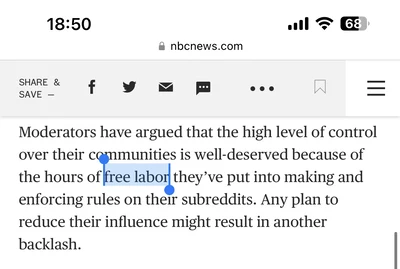 18:50
68
nbcnews.com
SHARE &
SAVE —
Moderators have argued that the high level of control
over their communities is well-deserved because of
the hours of free labor they’ve put into making and
enforcing rules on their subreddits. Any plan to
reduce their influence might result in another
backlash.